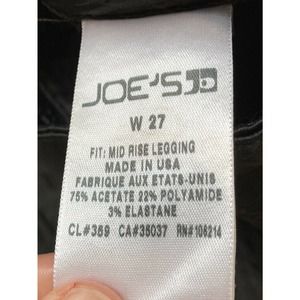 JOE'S
W 27
FIT: MID RISE LEGGING
MADE IN USA
FABRIQUE AUX ETATS-UNIS
75% ACETATE 22% POLYAMIDE
3% ELASTANE
CL#369 CA#35037 RN#106214